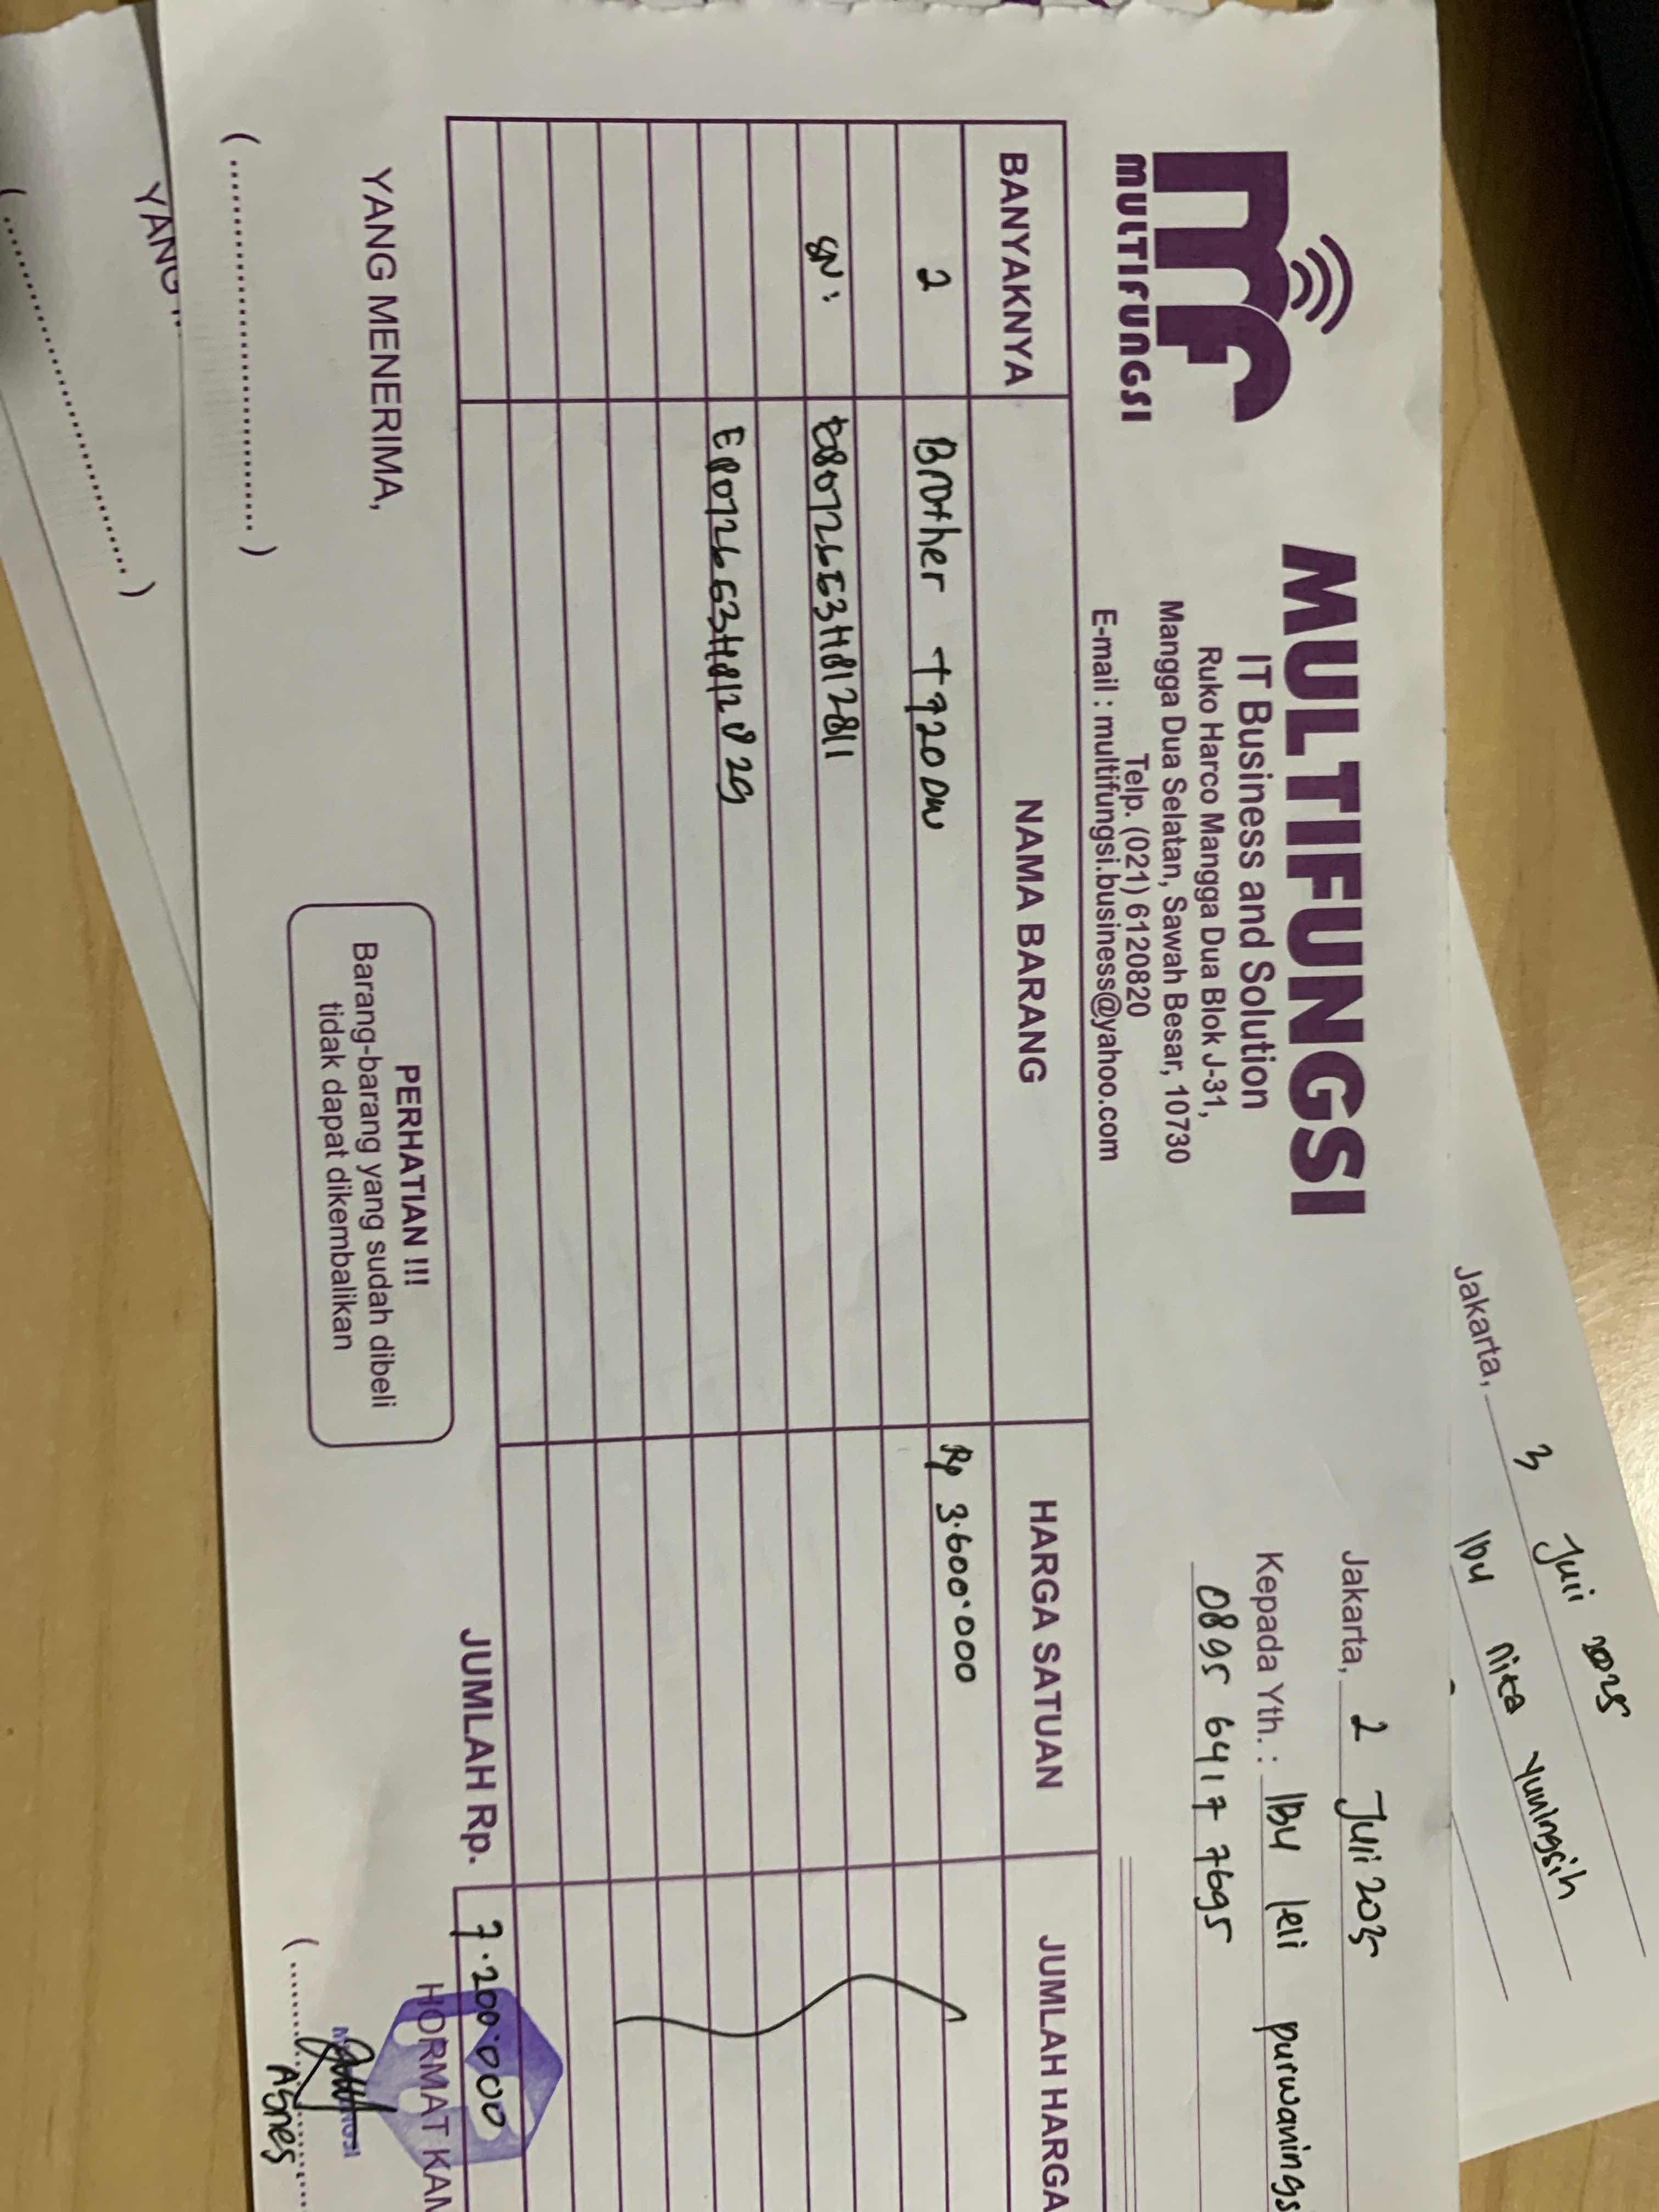 MULTIFUNGSI
MULTIFUNGSI
IT Business and Solution
Ruko Harco Mangga Dua Blok J-31,
Mangga Dua Selatan, Sawah Besar, 10730
Telp. (021) 6120820
E-mail : multifungsi.business@yahoo.com
Jakarta, 3 Juli 2025
Ibu nita Yuningsih
Jakarta, 2 Juli 2025
Kepada Yth. : Ibu leli purwanings
0895 6417 7695
BANYAKNYA NAMA BARANG HARGA SATUAN JUMLAH HARGA
2 Brother T920DW Rp 3.600.000
SN : E8072663H812811
E8072663H812829
JUMLAH Rp. 7.200.000
YANG MENERIMA,
PERHATIAN !!!
Barang-barang yang sudah dibeli
tidak dapat dikembalikan
HORMAT KAM
(.................................)
(........
Agnes
YANG
(.................................)